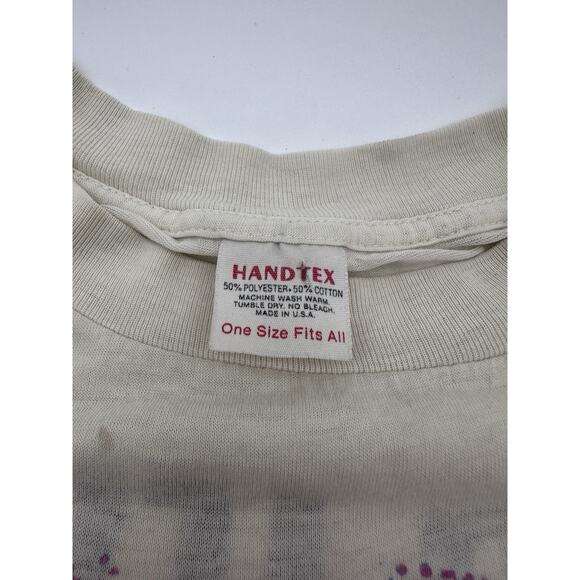 HANDTEX
50% POLYESTER • 50% COTTON
MACHINE WASH WARM.
TUMBLE DRY. NO BLEACH.
MADE IN U.S.A.
One Size Fits All